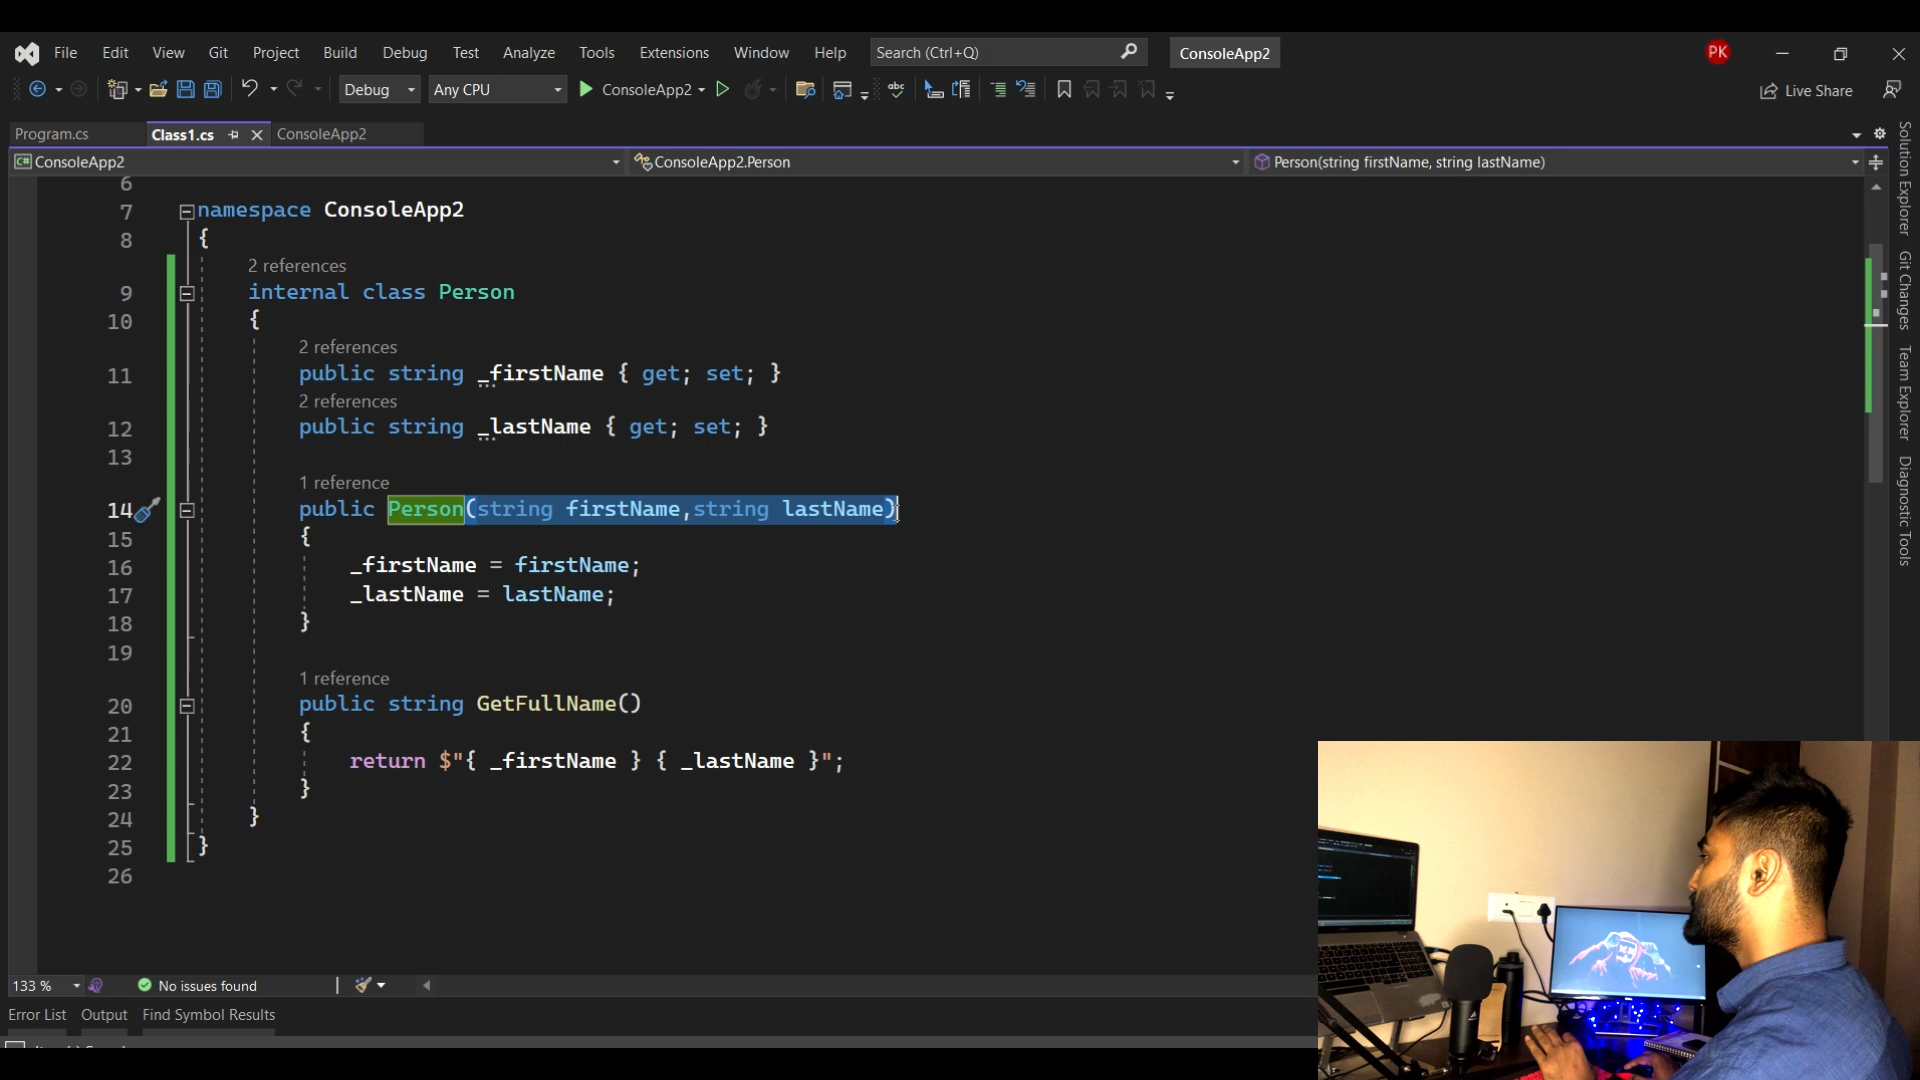 File Edit View Git Project Build Debug Test Analyze Tools Extensions Window Help Search (Ctrl+Q) ConsoleApp2 PK
Debug Any CPU ConsoleApp2 Live Share
Program.cs Class1.cs ConsoleApp2
ConsoleApp2 ConsoleApp2.Person Person(string firstName, string lastName)
6
7 namespace ConsoleApp2
8 {
2 references
9 internal class Person
10 {
2 references
11 public string _firstName { get; set; }
2 references
12 public string _lastName { get; set; }
13
1 reference
14 public Person(string firstName,string lastName)
15 {
16 _firstName = firstName;
17 _lastName = lastName;
18 }
19
1 reference
20 public string GetFullName()
21 {
22 return $"{ _firstName } { _lastName }";
23 }
24 }
25 }
26
133 % No issues found
Error List Output Find Symbol Results
Solution Explorer
Git Changes
Team Explorer
Diagnostic Tools